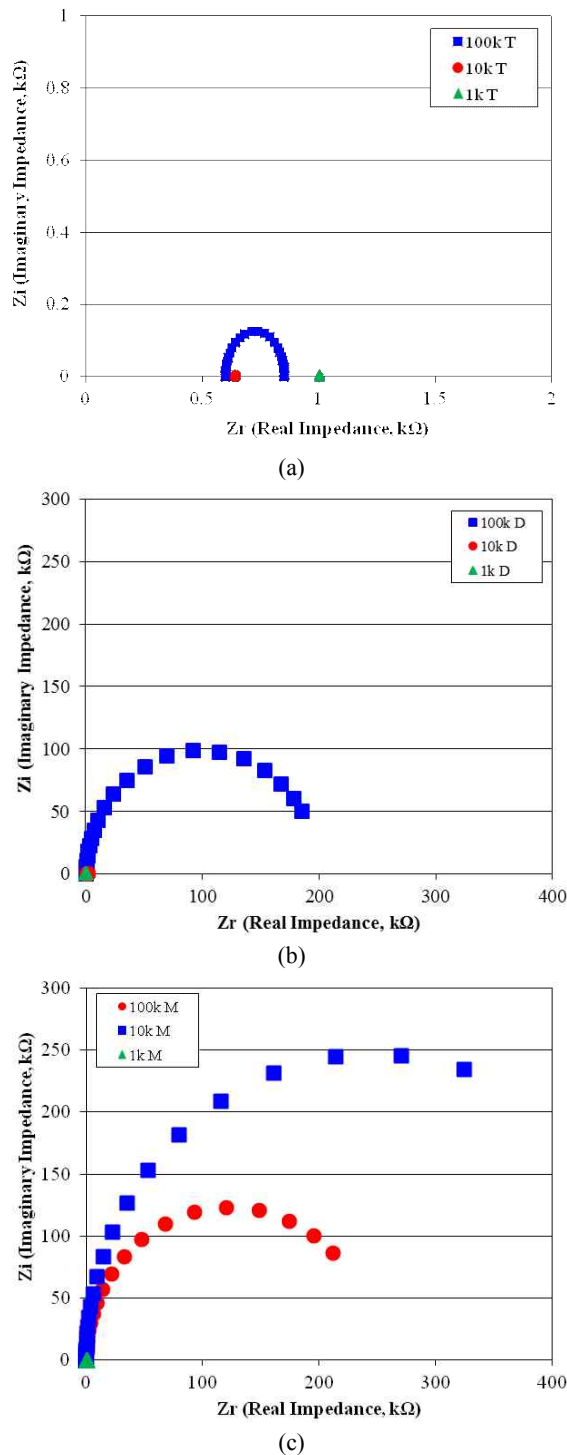 1
0.8
0.6
0.4
0.2
0
0
0.5
1
1.5
2
Zi (Imaginary Impedance, kΩ)
Zr (Real Impedance, kΩ)
100k T
10k T
1k T
(a)
300
250
200
150
100
50
0
0
100
200
300
400
Zi (Imaginary Impedance, kΩ)
Zr (Real Impedance, kΩ)
100k D
10k D
1k D
(b)
300
250
200
150
100
50
0
0
100
200
300
400
Zi (Imaginary Impedance, kΩ)
Zr (Real Impedance, kΩ)
100k M
10k M
1k M
(c)